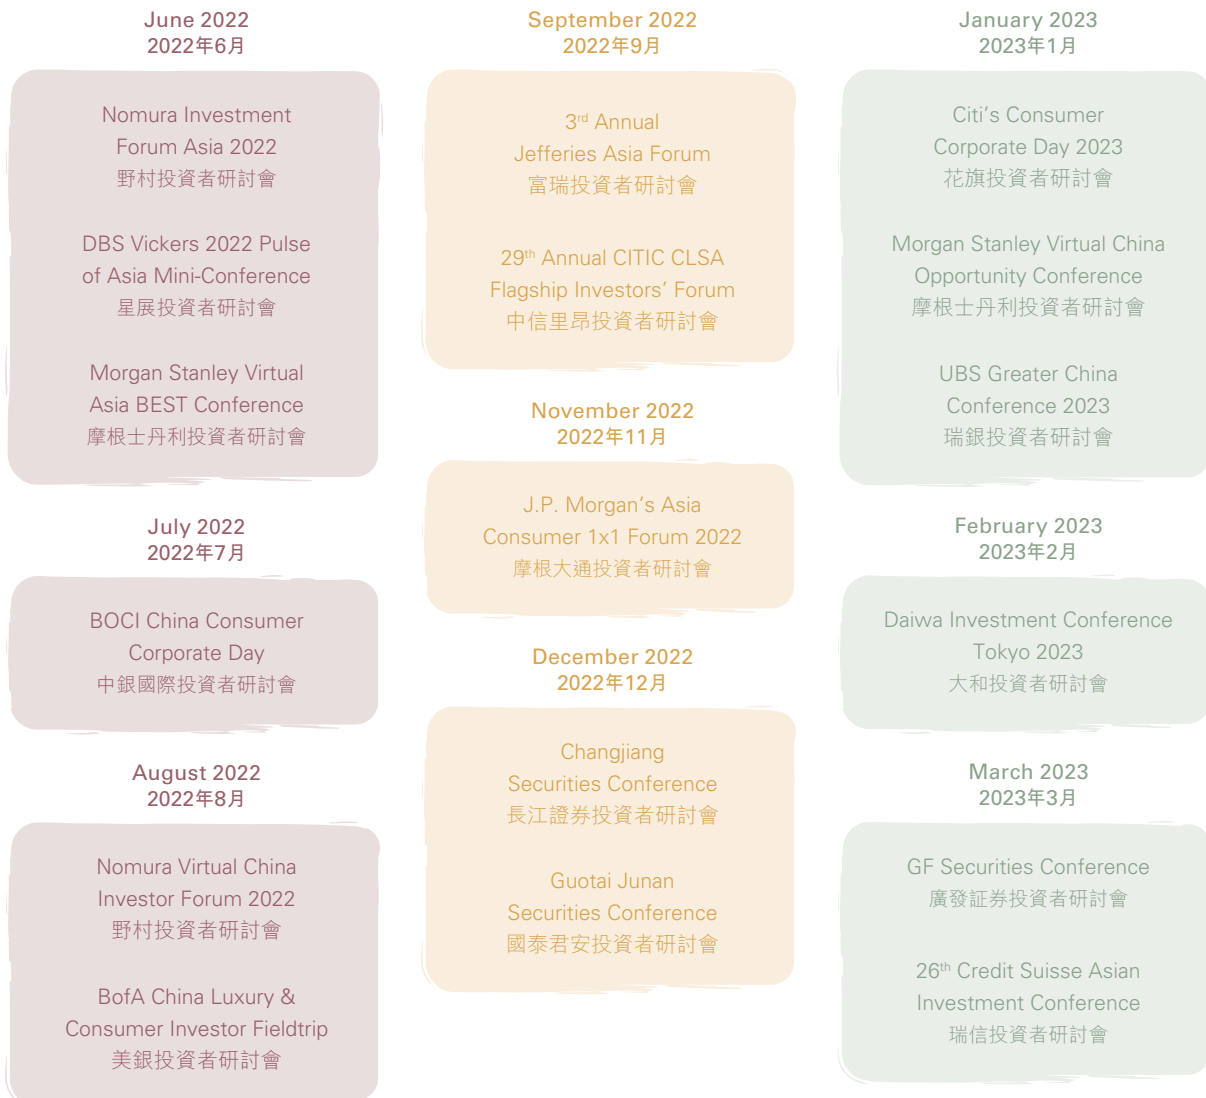 June 2022
2022年6月
Nomura Investment
Forum Asia 2022
野村投資者研討會
DBS Vickers 2022 Pulse
of Asia Mini-Conference
星展投資者研討會
Morgan Stanley Virtual
Asia BEST Conference
摩根士丹利投資者研討會
July 2022
2022年7月
BOCI China Consumer
Corporate Day
中銀國際投資者研討會
August 2022
2022年8月
Nomura Virtual China
Investor Forum 2022
野村投資者研討會
BofA China Luxury &
Consumer Investor Fieldtrip
美銀投資者研討會
September 2022
2022年9月
3rd Annual
Jefferies Asia Forum
富瑞投資者研討會
29th Annual CITIC CLSA
Flagship Investors’ Forum
中信里昂投資者研討會
November 2022
2022年11月
J.P. Morgan’s Asia
Consumer 1x1 Forum 2022
摩根大通投資者研討會
December 2022
2022年12月
Changjiang
Securities Conference
長江證券投資者研討會
Guotai Junan
Securities Conference
國泰君安投資者研討會
January 2023
2023年1月
Citi’s Consumer
Corporate Day 2023
花旗投資者研討會
Morgan Stanley Virtual China
Opportunity Conference
摩根士丹利投資者研討會
UBS Greater China
Conference 2023
瑞銀投資者研討會
February 2023
2023年2月
Daiwa Investment Conference
Tokyo 2023
大和投資者研討會
March 2023
2023年3月
GF Securities Conference
廣發証券投資者研討會
26th Credit Suisse Asian
Investment Conference
瑞信投資者研討會